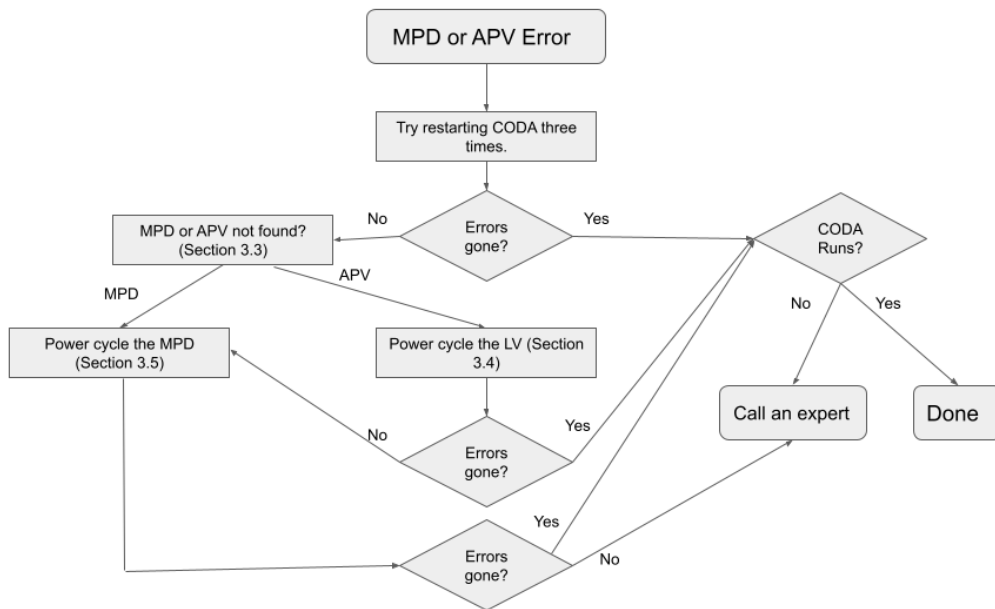 MPD or APV Error
Try restarting CODA three
times.
Errors
gone?
No
Yes
CODA
Runs?
MPD or APV not found?
(Section 3.3)
MPD
APV
No
Yes
Power cycle the MPD
(Section 3.5)
Power cycle the LV (Section
3.4)
Call an expert
Done
No
Yes
Errors
gone?
Yes
No
Errors
gone?